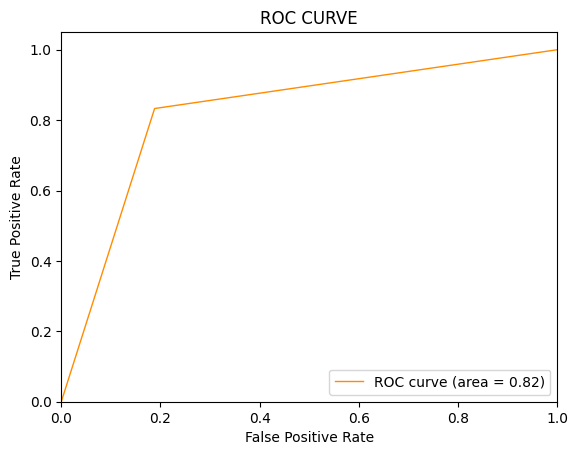 ROC CURVE
1.0
0.8
0.6
0.4
0.2
0.0
True Positive Rate
ROC curve (area = 0.82)
0.0 0.2 0.4 0.6 0.8 1.0
False Positive Rate